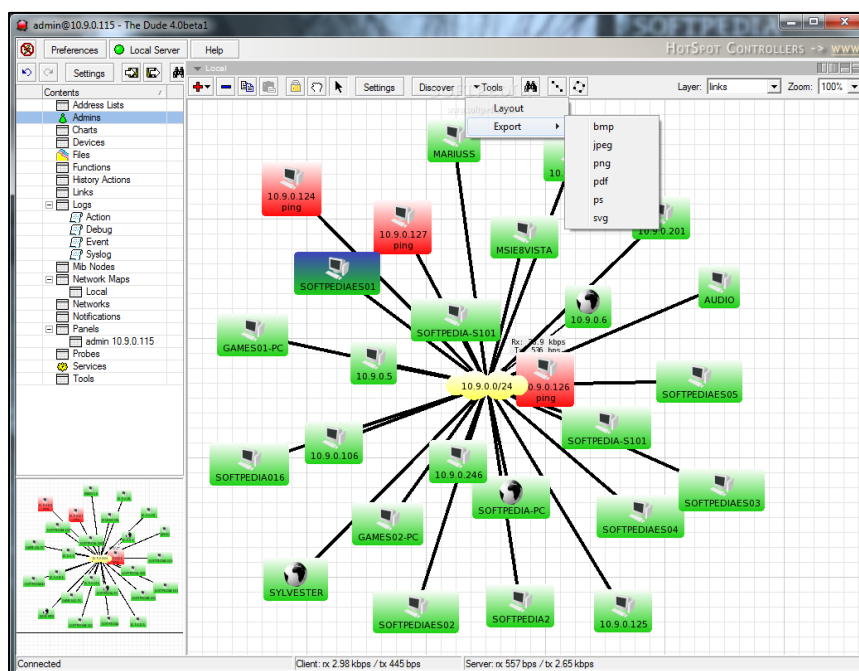 admin@10.9.0.115 - The Dude 4.0beta1
SOFTPEDIA
Preferences
Local Server
Help
HotSpot Controllers -> www
Settings
Local
Settings
Discover
Tools
Layer:
links
Zoom:
100%
Contents
Address Lists
Admins
Charts
Devices
Files
Functions
History Actions
Links
Logs
Action
Debug
Event
Syslog
Mib Nodes
Network Maps
Local
Networks
Notifications
Panels
admin 10.9.0.115
Probes
Services
Tools
Layout
Export
bmp
jpeg
png
pdf
ps
svg
MARIUSS
10.9.0.124
ping
10.9.0.127
ping
10.9.0.201
MSIE8VISTA
SOFTPEDIAES01
AUDIO
10.9.0.6
SOFTPEDIA-S101
GAMES01-PC
10.9.0.5
10.9.0.0/24
10.9.0.126
ping
SOFTPEDIAES05
SOFTPEDIA-S101
10.9.0.106
SOFTPEDIA016
10.9.0.246
SOFTPEDIAES03
SOFTPEDIA-PC
SOFTPEDIAES04
GAMES02-PC
SYLVESTER
SOFTPEDIAES02
SOFTPEDIA2
10.9.0.125
Connected
Client: rx 2.98 kbps / tx 445 bps
Server: rx 557 bps / tx 2.65 kbps